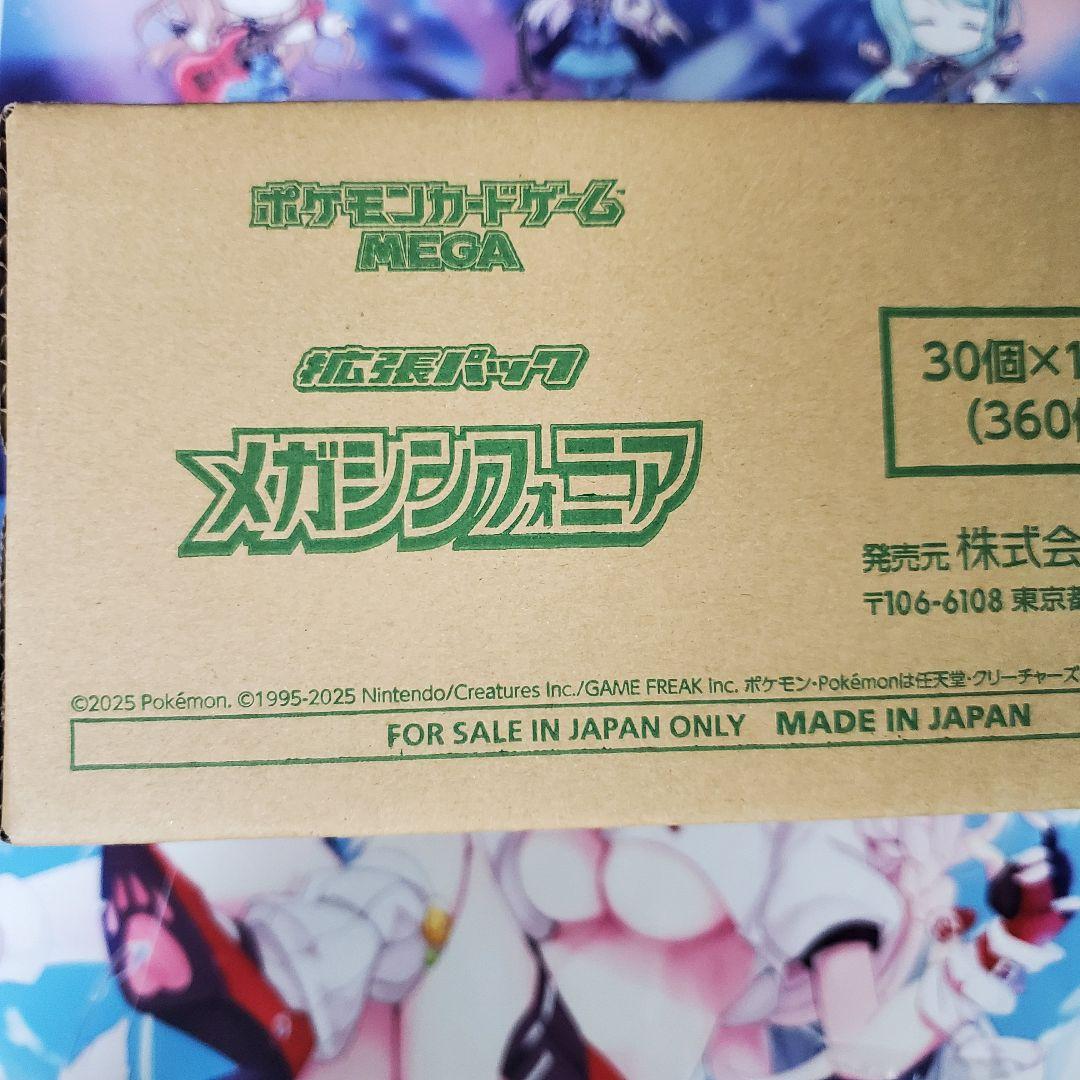 ポケモンカードゲーム™
MEGA
拡張パック
メガシンフォニア
30個×1
(360
発売元 株式会
〒106-6108 東京都
©2025 Pokémon. ©1995-2025 Nintendo/Creatures Inc./GAME FREAK inc. ポケモン・Pokémonは任天堂・クリーチャーズ
FOR SALE IN JAPAN ONLY MADE IN JAPAN